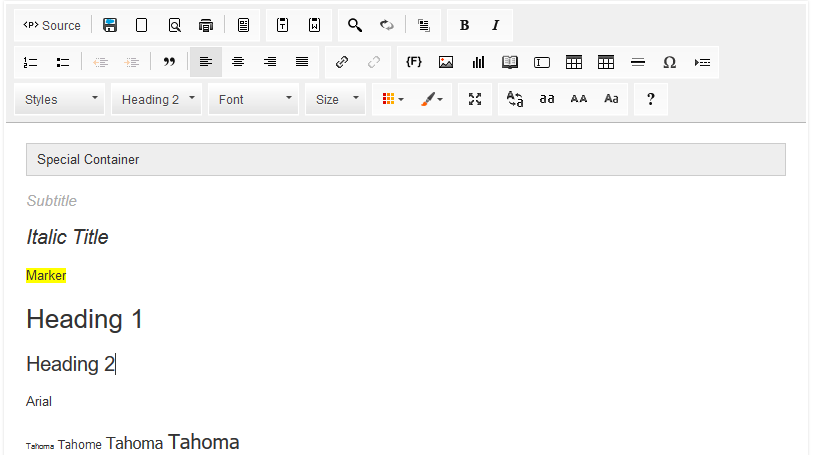 <P> Source
B I
{F} Ω
Styles Heading 2 Font Size aa AA Aa ?
Special Container
Subtitle
Italic Title
Marker
Heading 1
Heading 2
Arial
Tahoma Tahome Tahoma Tahoma